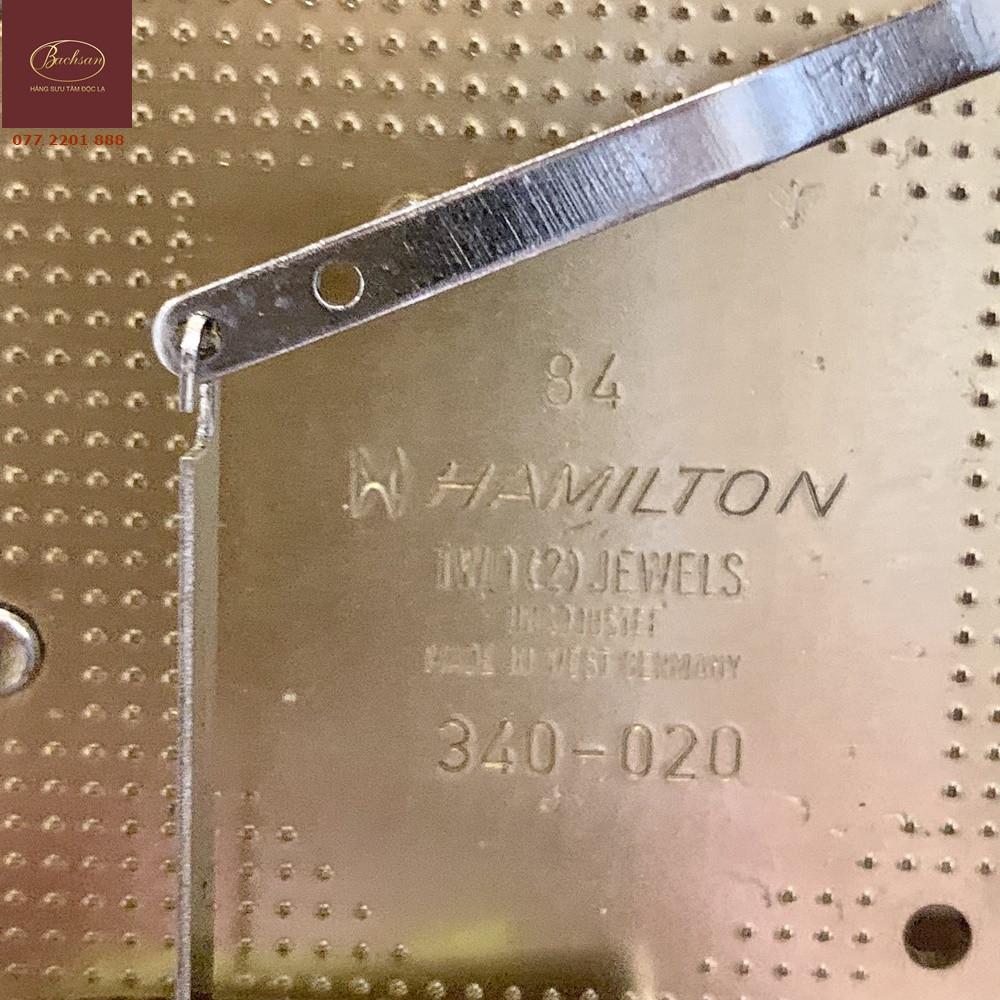 Bachsan
HÀNG SƯU TẦM ĐỘC LẠ
077 2201 888
84
HAMILTON
TWO (2) JEWELS
UNADJUSTED
MADE IN WEST GERMANY
340-020